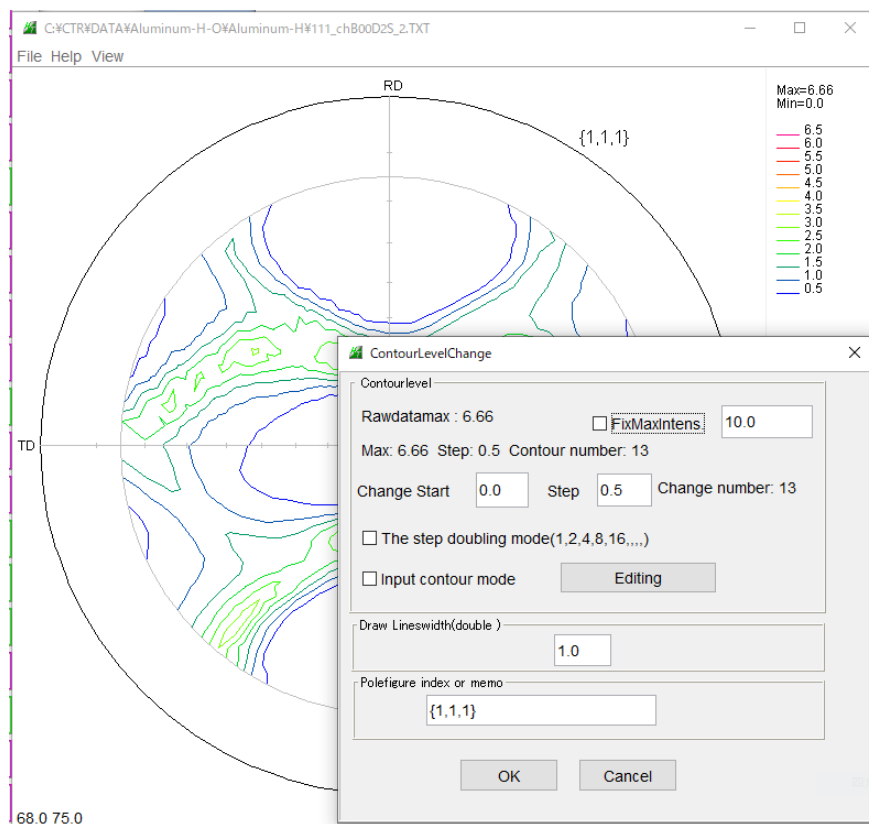 C:¥CTR¥DATA¥Aluminum-H-O¥Aluminum-H¥111_chB00D2S_2.TXT
File Help View
RD
{1,1,1}
Max=6.66
Min=0.0
6.5
6.0
5.5
5.0
4.5
4.0
3.5
3.0
2.5
2.0
1.5
1.0
0.5
TD
ContourLevelChange
Contourlevel
Rawdatamax : 6.66
FixMaxIntens. 10.0
Max: 6.66 Step: 0.5 Contour number: 13
Change Start 0.0 Step 0.5 Change number: 13
The step doubling mode(1,2,4,8,16,,,,)
Input contour mode Editing
Draw Lineswidth(double )
1.0
Polefigure index or memo
{1,1,1}
OK Cancel
68.0 75.0